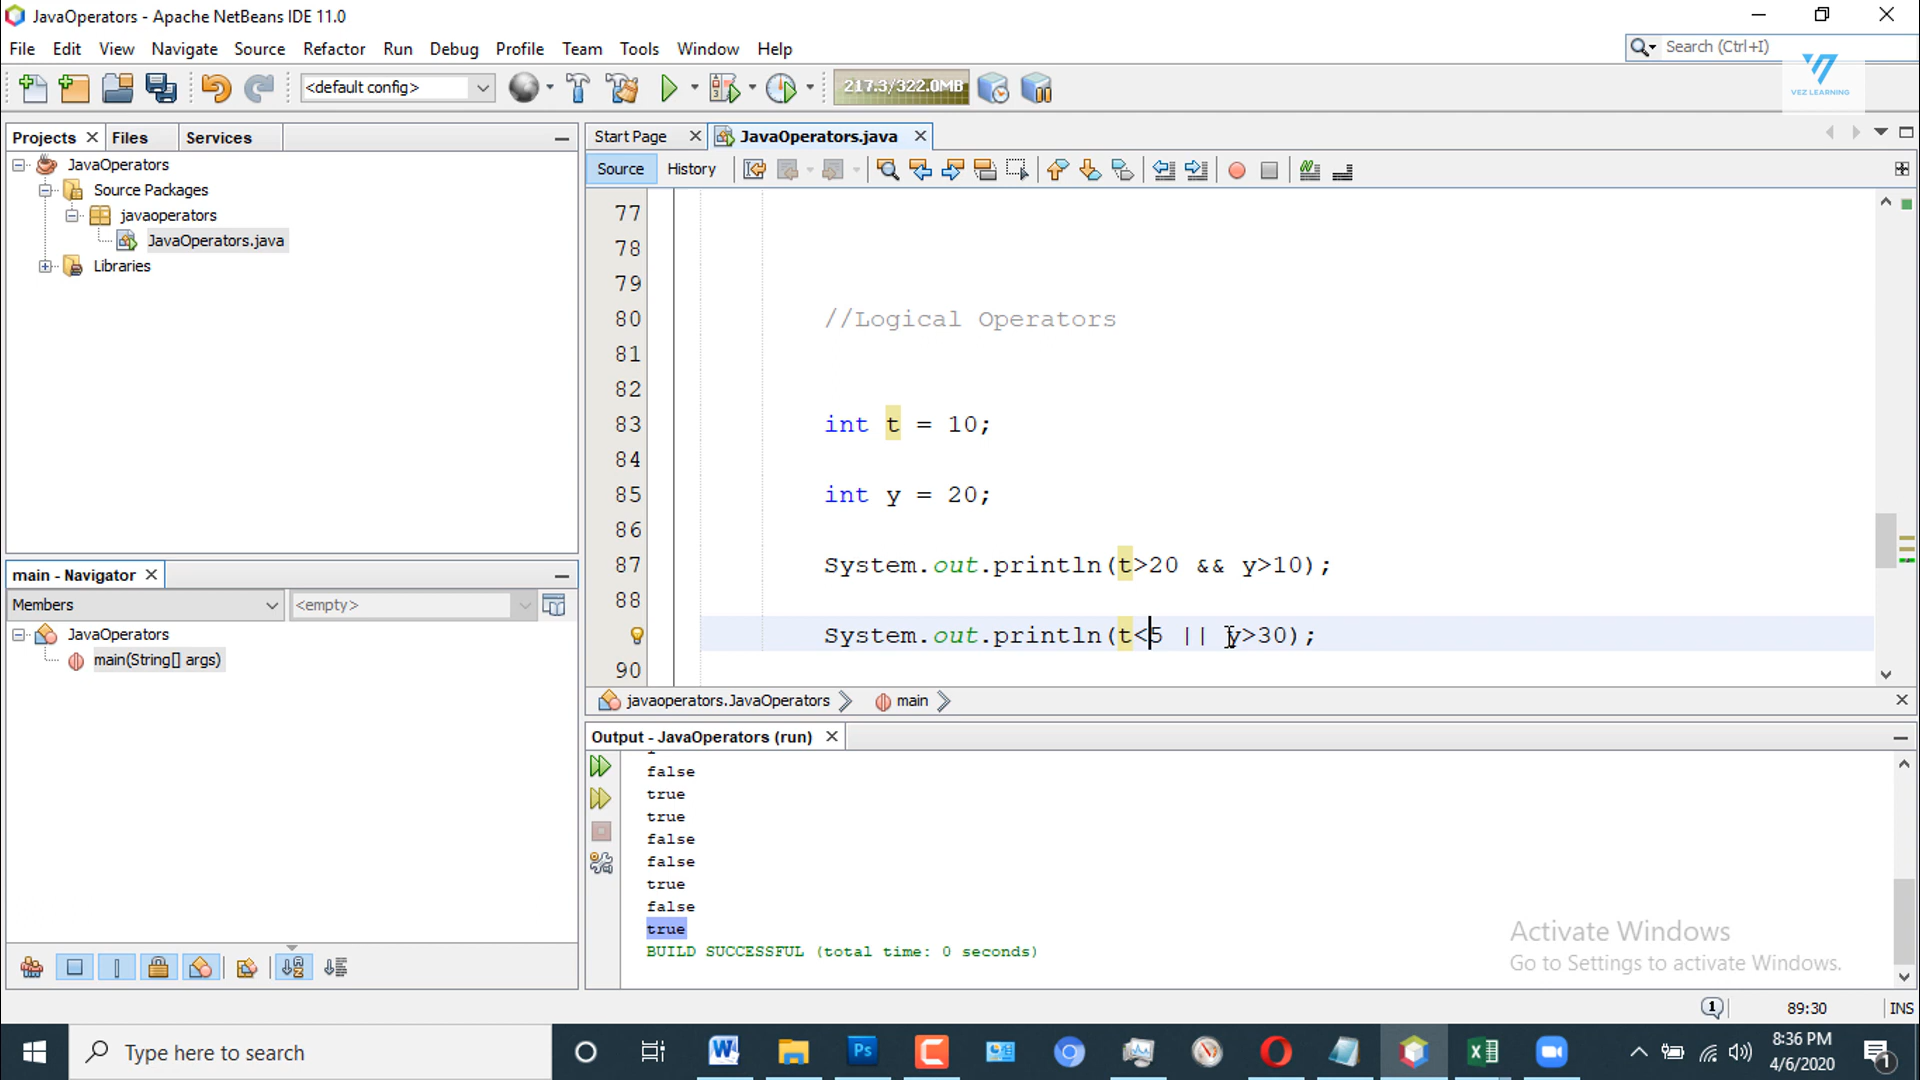 JavaOperators - Apache NetBeans IDE 11.0
File Edit View Navigate Source Refactor Run Debug Profile Team Tools Window Help
Search (Ctrl+I)
<default config>
217.3/322.0MB
VEZ LEARNING
Projects Files Services
JavaOperators
Source Packages
javaoperators
JavaOperators.java
Libraries
main - Navigator
Members
<empty>
JavaOperators
main(String[] args)
Start Page JavaOperators.java
Source History
77
78
79
80 //Logical Operators
81
82
83 int t = 10;
84
85 int y = 20;
86
87 System.out.println(t>20 && y>10);
88
System.out.println(t<5 || y>30);
90
javaoperators.JavaOperators main
Output - JavaOperators (run)
false
true
true
false
false
true
false
true
BUILD SUCCESSFUL (total time: 0 seconds)
Activate Windows
Go to Settings to activate Windows.
1 89:30 INS
Type here to search
8:36 PM
4/6/2020
1